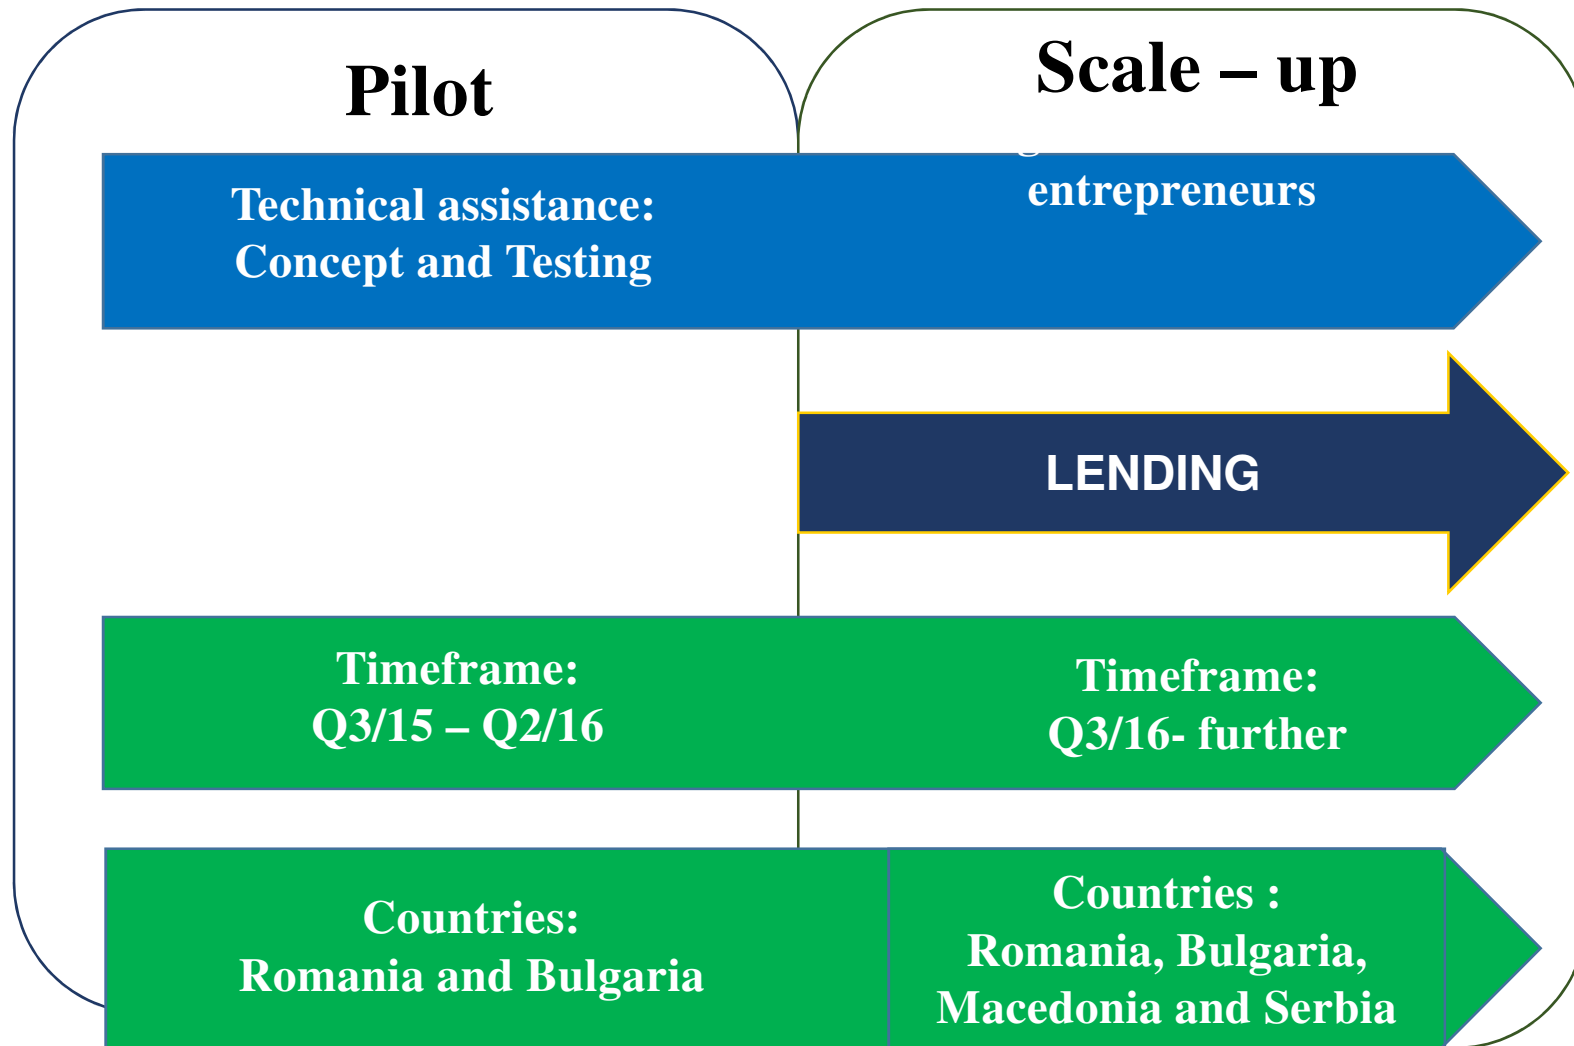 Pilot
Scale – up
Technical assistance:
Concept and Testing
entrepreneurs
LENDING
Timeframe:
Q3/15 – Q2/16
Timeframe:
Q3/16- further
Countries:
Romania and Bulgaria
Countries :
Romania, Bulgaria,
Macedonia and Serbia